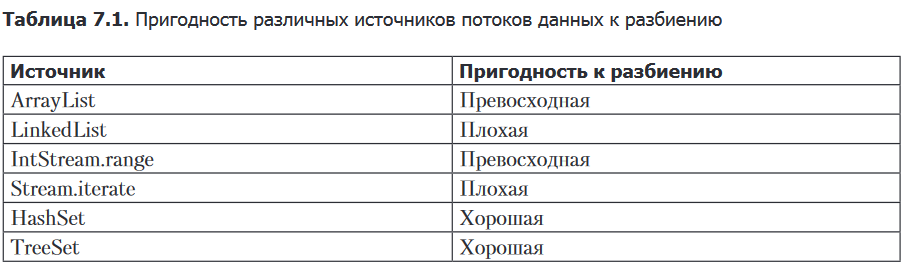 Таблица 7.1. Пригодность различных источников потоков данных к разбиению
Источник Пригодность к разбиению
ArrayList Превосходная
LinkedList Плохая
IntStream.range Превосходная
Stream.iterate Плохая
HashSet Хорошая
TreeSet Хорошая